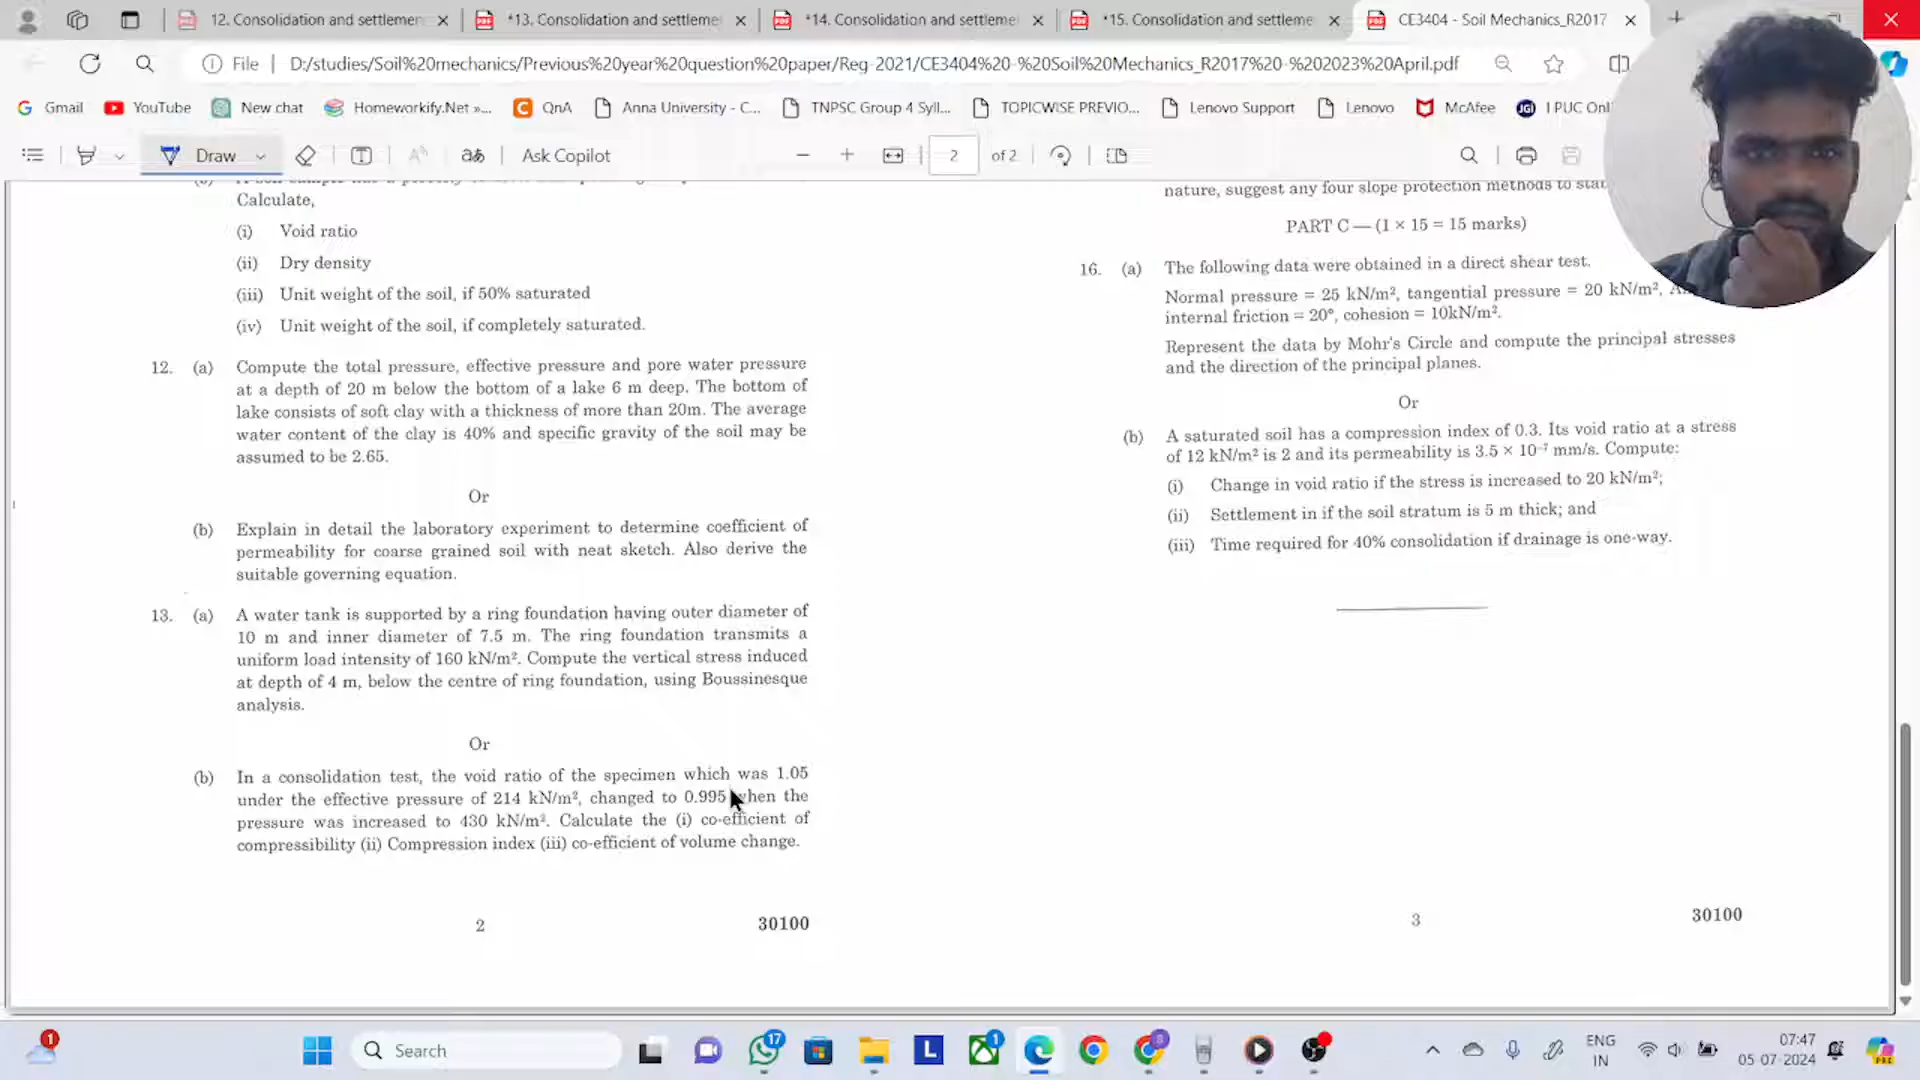 12. Consolidation and settlemen
*13. Consolidation and settleme
*14. Consolidation and settleme
*15. Consolidation and settleme
CE3404 - Soil Mechanics_R2017
File
D:/studies/Soil%20mechanics/Previous%20year%20question%20paper/Reg-2021/CE3404%20-%20Soil%20Mechanics_R2017%20-%202023%20April.pdf
Gmail
YouTube
New chat
Homeworkify.Net »...
QnA
Anna University - C...
TNPSC Group 4 Syll...
TOPICWISE PREVIO...
Lenovo Support
Lenovo
McAfee
I PUC Onl
Draw
Ask Copilot
2 of 2
Calculate,
(i) Void ratio
(ii) Dry density
(iii) Unit weight of the soil, if 50% saturated
(iv) Unit weight of the soil, if completely saturated.
12. (a) Compute the total pressure, effective pressure and pore water pressure
at a depth of 20 m below the bottom of a lake 6 m deep. The bottom of
lake consists of soft clay with a thickness of more than 20m. The average
water content of the clay is 40% and specific gravity of the soil may be
assumed to be 2.65.
Or
(b) Explain in detail the laboratory experiment to determine coefficient of
permeability for coarse grained soil with neat sketch. Also derive the
suitable governing equation.
13. (a) A water tank is supported by a ring foundation having outer diameter of
10 m and inner diameter of 7.5 m. The ring foundation transmits a
uniform load intensity of 160 kN/m². Compute the vertical stress induced
at depth of 4 m, below the centre of ring foundation, using Boussinesque
analysis.
Or
(b) In a consolidation test, the void ratio of the specimen which was 1.05
under the effective pressure of 214 kN/m², changed to 0.995 when the
pressure was increased to 430 kN/m². Calculate the (i) co-efficient of
compressibility (ii) Compression index (iii) co-efficient of volume change.
2 30100
nature, suggest any four slope protection methods to
PART C — (1 × 15 = 15 marks)
16. (a) The following data were obtained in a direct shear test.
Normal pressure = 25 kN/m², tangential pressure = 20 kN/m²,
internal friction = 20°, cohesion = 10kN/m².
Represent the data by Mohr's Circle and compute the principal stresses
and the direction of the principal planes.
Or
(b) A saturated soil has a compression index of 0.3. Its void ratio at a stress
of 12 kN/m² is 2 and its permeability is 3.5 × 10⁻⁷ mm/s. Compute:
(i) Change in void ratio if the stress is increased to 20 kN/m²;
(ii) Settlement in if the soil stratum is 5 m thick; and
(iii) Time required for 40% consolidation if drainage is one-way.
3 30100
1
Search
17
L
1
8
ENG
IN
07:47
05-07-2024